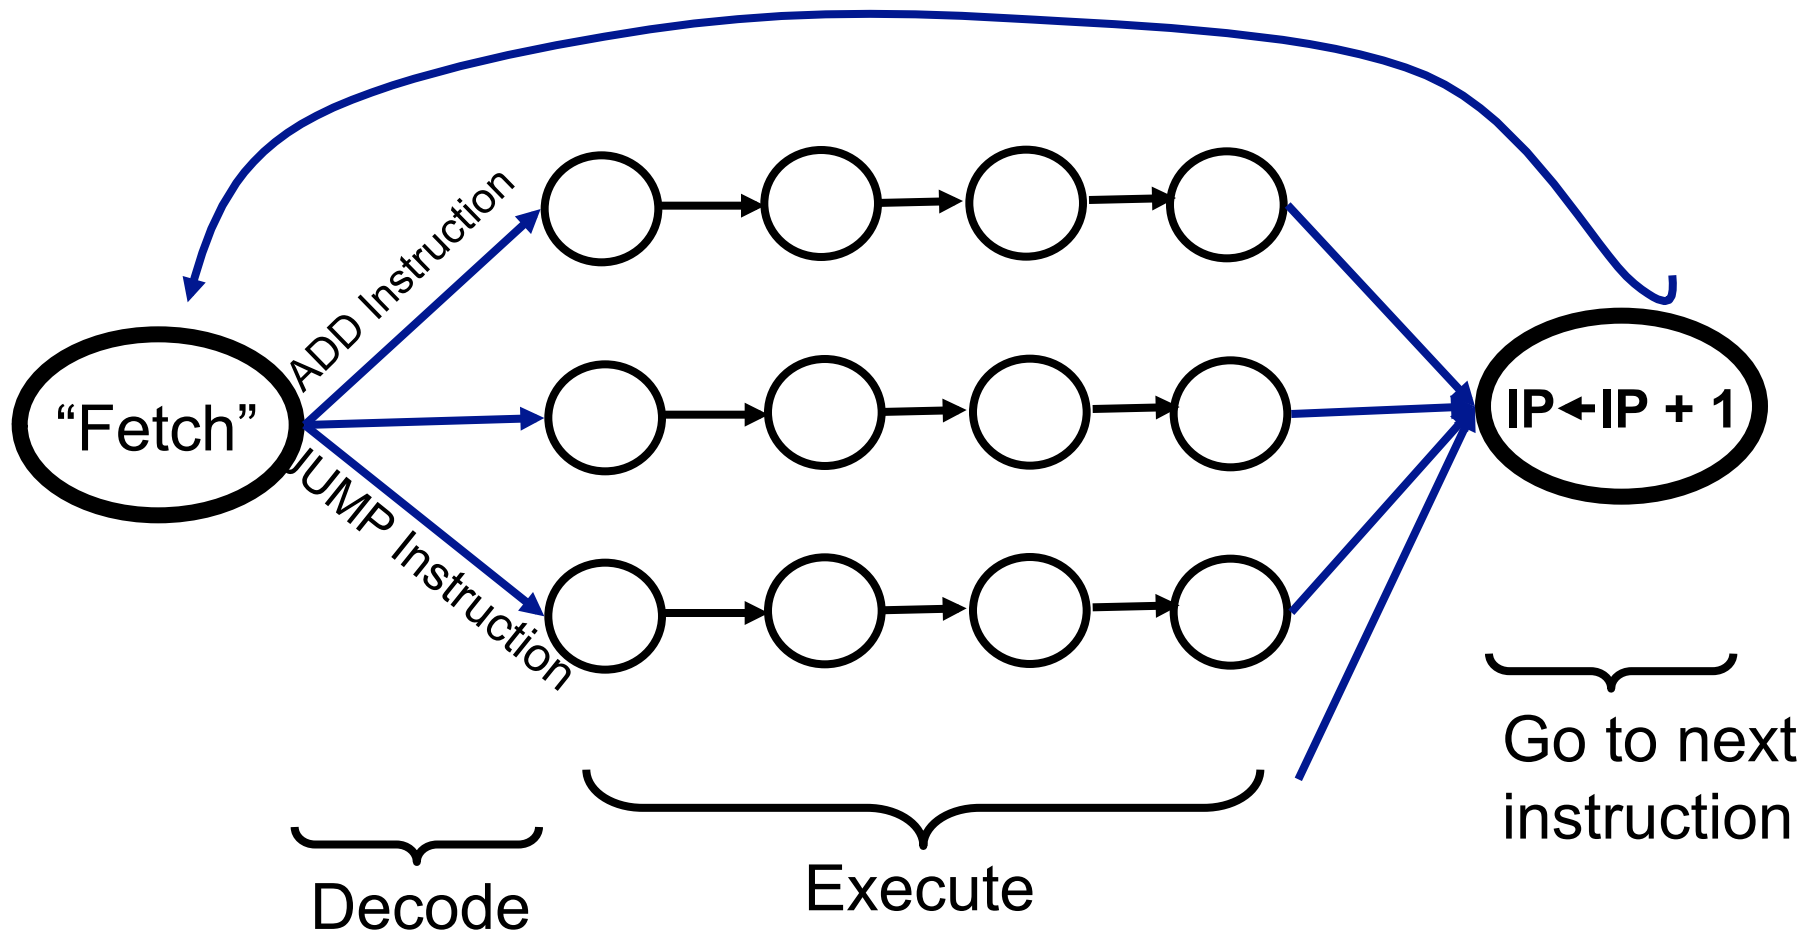 ADD Instruction
“Fetch”
IP←IP + 1
JUMP Instruction
Go to next
instruction
Execute
Decode